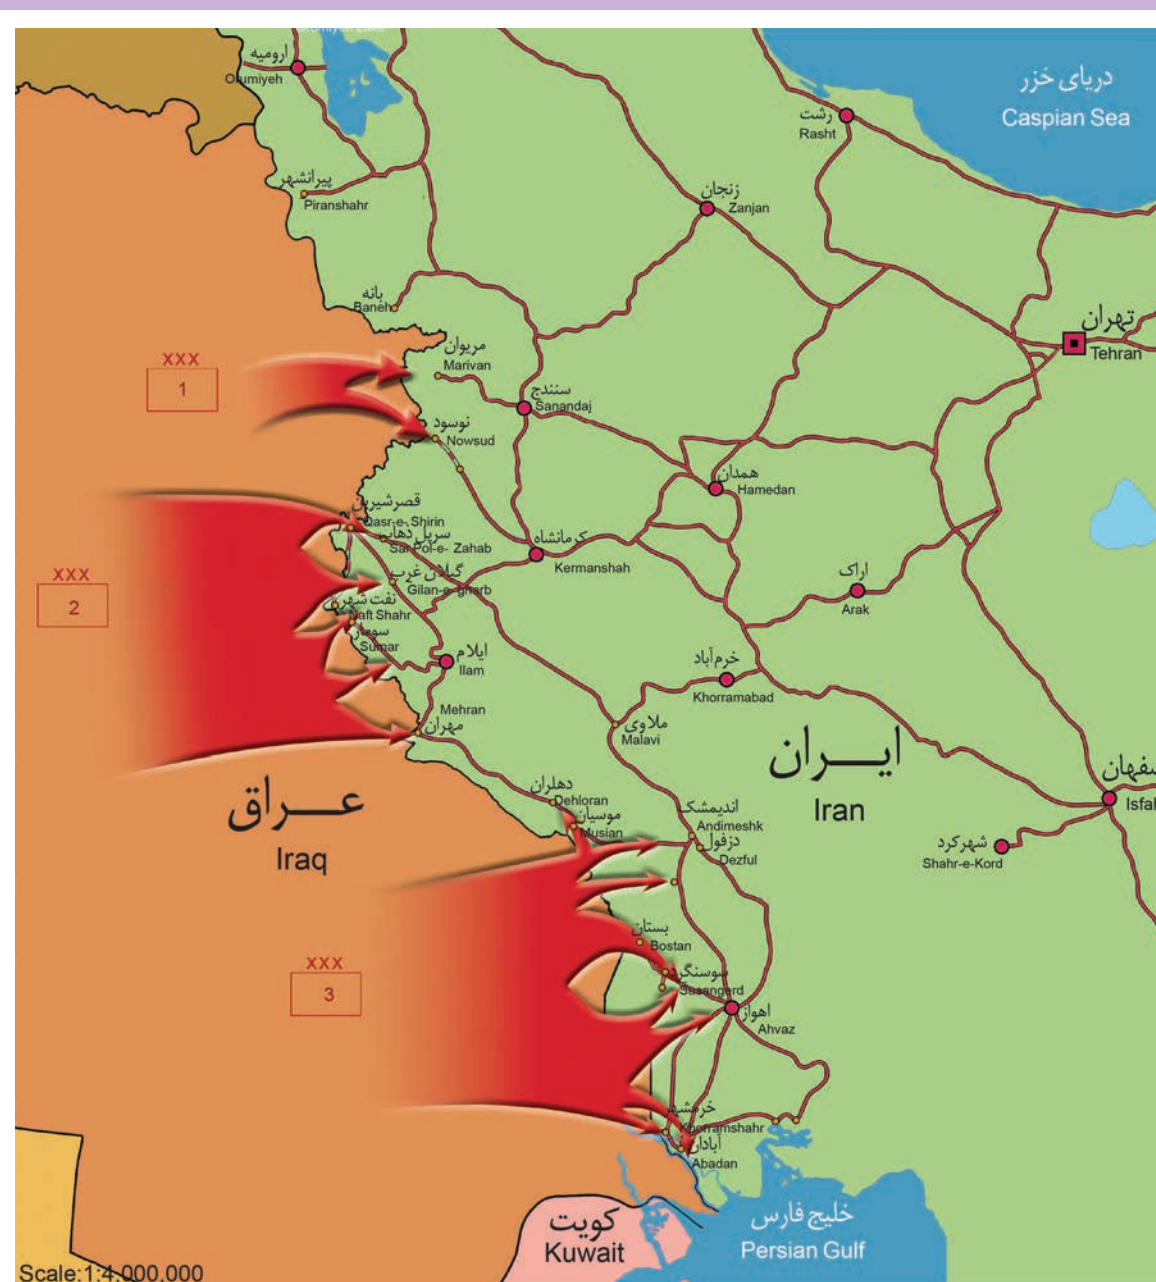 Orumiyeh Lake
ارومیه
Orumiyeh
دریای خزر
Caspian Sea
رشت
Rasht
پیرانشهر
Piranshahr
زنجان
Zanjan
بانه
Baneh
تهران
Tehran
مریوان
Marivan
XXX
1
سنندج
Sanandaj
نوسود
Nowsud
همدان
Hamedan
قصرشیرین
Qasr-e-Shirin
سرپل ذهاب
Sar Pol-e- Zahab
کرمانشاه
Kermanshah
گیلان غرب
Gilan-e-gharb
XXX
2
نفت شهر
Naft Shahr
سومار
Sumar
اراک
Arak
ایلام
Ilam
خرم‌آباد
Khorramabad
Mehran
مهران
ملاوی
Malavi
ایـــران
Iran
عـــراق
Iraq
دهلران
Dehloran
موسیان
Musian
اندیمشک
Andimeshk
دزفول
Dezful
صفهان
Isfal
شهرکرد
Shahr-e-Kord
بستان
Bostan
XXX
3
سوسنگرد
Susangerd
اهواز
Ahvaz
خرمشهر
Khorramshahr
آبادان
Abadan
کویت
Kuwait
خلیج فارس
Persian Gulf
Scale:1:4,000,000